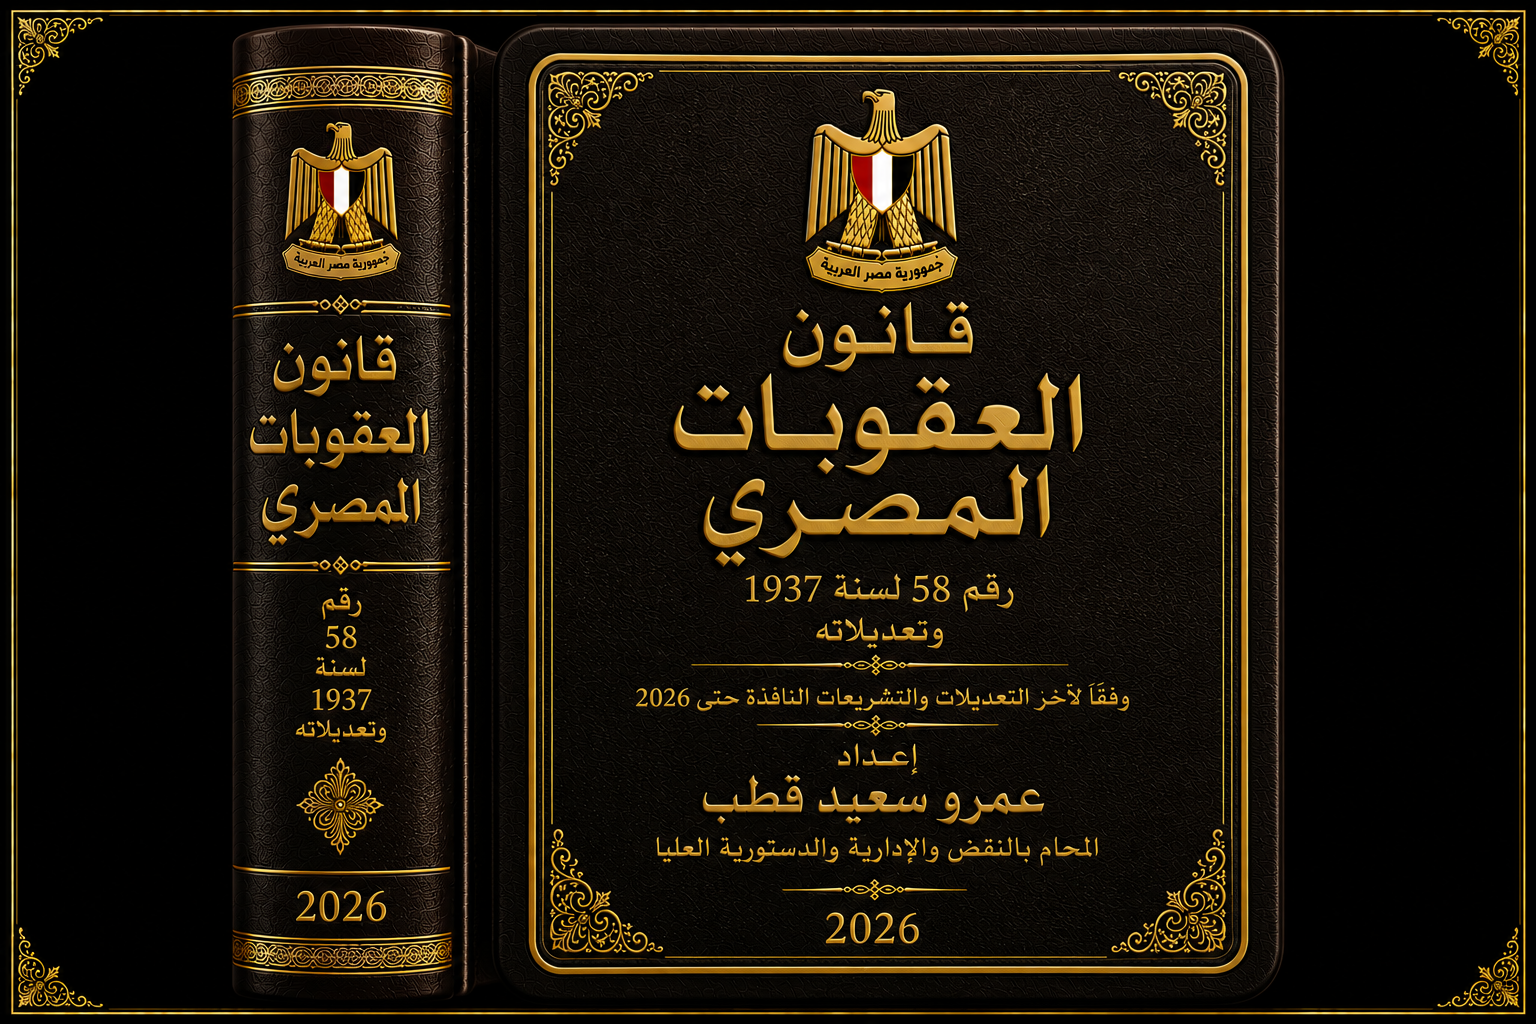 جمهورية مصر العربية
قانون
العقوبات
المصري
رقم
58
لسنة
1937
وتعديلاته
2026
جمهورية مصر العربية
قانون
العقوبات
المصري
رقم 58 لسنة 1937
وتعديلاته
وفقًا لآخر التعديلات والتشريعات النافذة حتى 2026
إعداد
عمرو سعيد قطب
المحام بالنقض والإدارية والدستورية العليا
2026